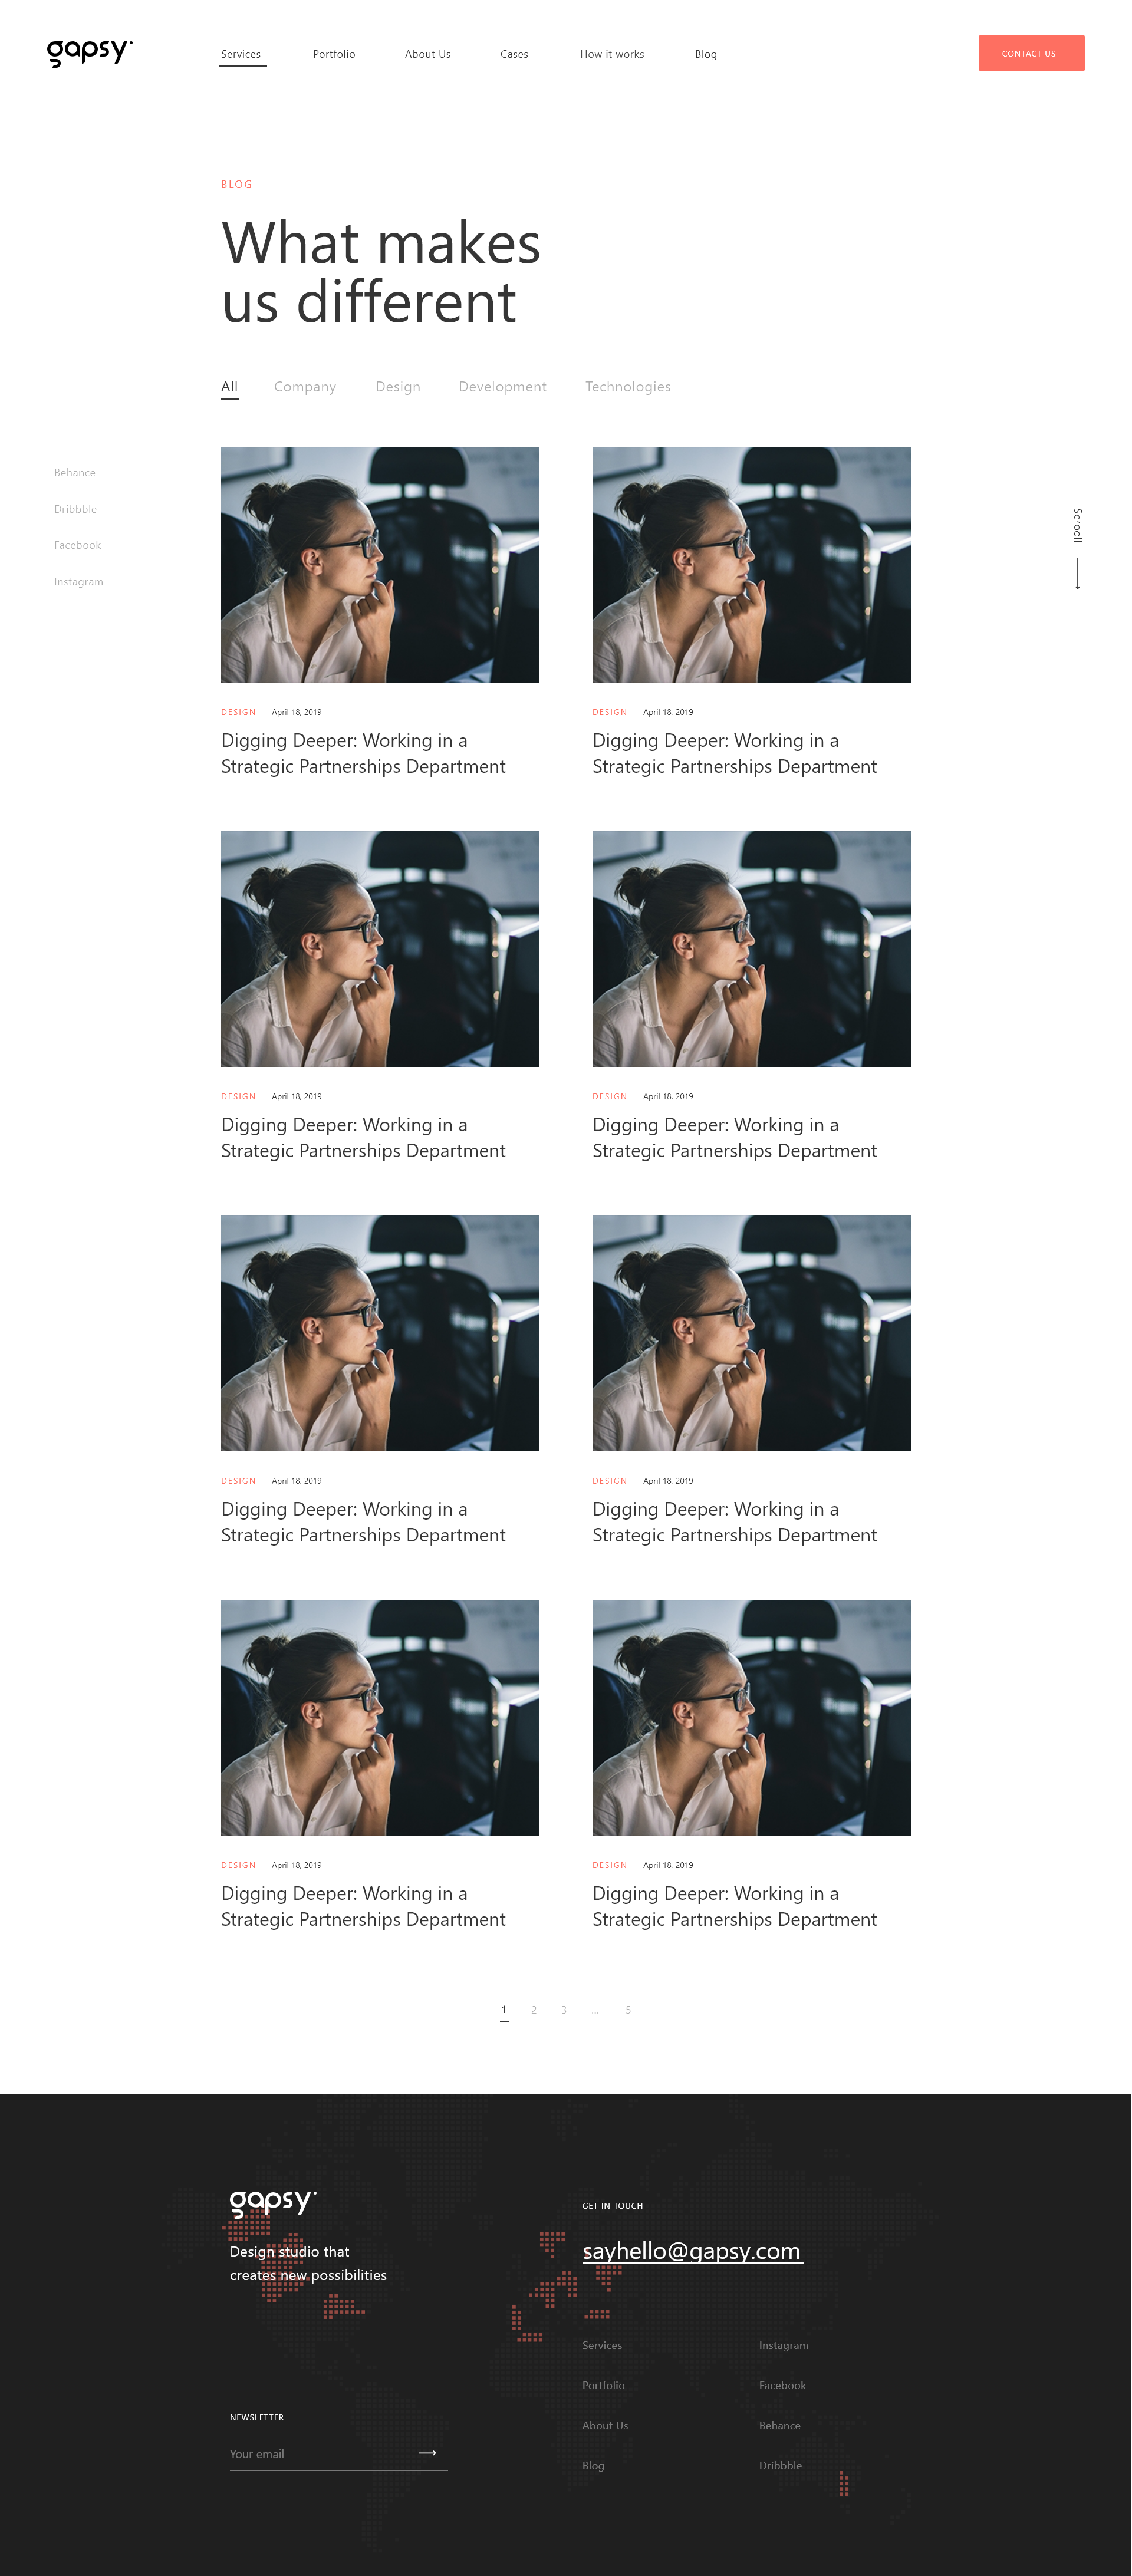 gapsy
Services Portfolio About Us Cases How it works Blog
CONTACT US
BLOG
What makes
us different
All Company Design Development Technologies
Behance
Dribbble
Facebook
Instagram
Scrooll
DESIGN April 18, 2019
Digging Deeper: Working in a
Strategic Partnerships Department
DESIGN April 18, 2019
Digging Deeper: Working in a
Strategic Partnerships Department
DESIGN April 18, 2019
Digging Deeper: Working in a
Strategic Partnerships Department
DESIGN April 18, 2019
Digging Deeper: Working in a
Strategic Partnerships Department
DESIGN April 18, 2019
Digging Deeper: Working in a
Strategic Partnerships Department
DESIGN April 18, 2019
Digging Deeper: Working in a
Strategic Partnerships Department
DESIGN April 18, 2019
Digging Deeper: Working in a
Strategic Partnerships Department
DESIGN April 18, 2019
Digging Deeper: Working in a
Strategic Partnerships Department
1 2 3 ... 5
gapsy
Design studio that
creates new possibilities
NEWSLETTER
Your email
GET IN TOUCH
sayhello@gapsy.com
Services
Portfolio
About Us
Blog
Instagram
Facebook
Behance
Dribbble